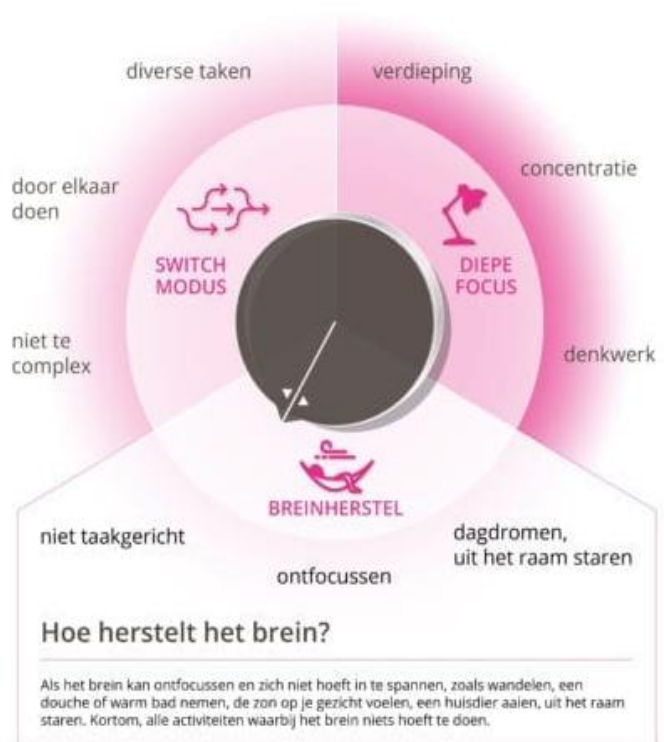 diverse taken
verdieping
door elkaar
doen
concentratie
SWITCH
MODUS
DIEPE
FOCUS
niet te
complex
denkwerk
BREINHERSTEL
niet taakgericht
dagdromen,
uit het raam staren
ontfocussen
Hoe herstelt het brein?
Als het brein kan ontfocussen en zich niet hoeft in te spannen, zoals wandelen, een
douche of warm bad nemen, de zon op je gezicht voelen, een huisdier aaien, uit het raam
staren. Kortom, alle activiteiten waarbij het brein niets hoeft te doen.